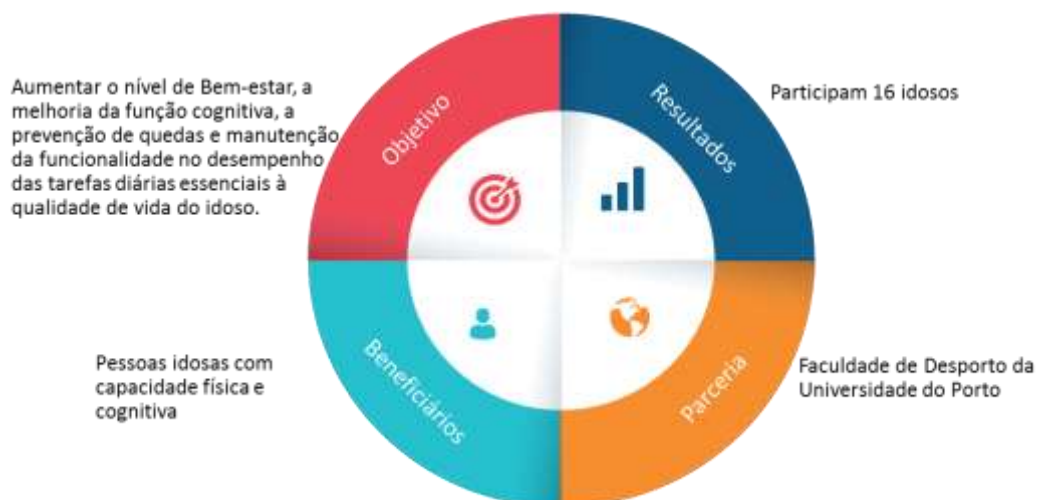 Aumentar o nível de Bem-estar, a
melhoria da função cognitiva, a
prevenção de quedas e manutenção
da funcionalidade no desempenho
das tarefas diárias essenciais à
qualidade de vida do idoso.
Objetivo
Resultados
Participam 16 idosos
Pessoas idosas com
capacidade física e
cognitiva
Beneficiários
Parceria
Faculdade de Desporto da
Universidade do Porto